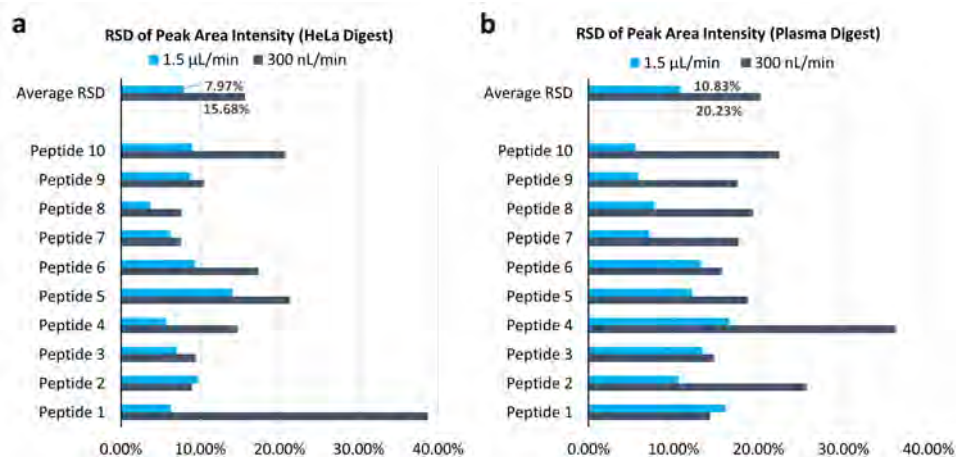 a
RSD of Peak Area Intensity (HeLa Digest)
1.5 µL/min 300 nL/min
Average RSD
7.97%
15.68%
Peptide 10
Peptide 9
Peptide 8
Peptide 7
Peptide 6
Peptide 5
Peptide 4
Peptide 3
Peptide 2
Peptide 1
0.00% 10.00% 20.00% 30.00% 40.00%
b
RSD of Peak Area Intensity (Plasma Digest)
1.5 µL/min 300 nL/min
Average RSD
10.83%
20.23%
Peptide 10
Peptide 9
Peptide 8
Peptide 7
Peptide 6
Peptide 5
Peptide 4
Peptide 3
Peptide 2
Peptide 1
0.00% 10.00% 20.00% 30.00% 40.00%